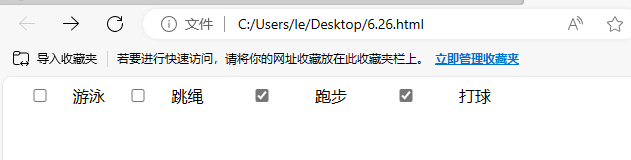 文件 C:/Users/le/Desktop/6.26.html A
导入收藏夹 若要进行快速访问，请将你的网址收藏放在此收藏夹栏上。 立即管理收藏夹
游泳 跳绳 跑步 打球